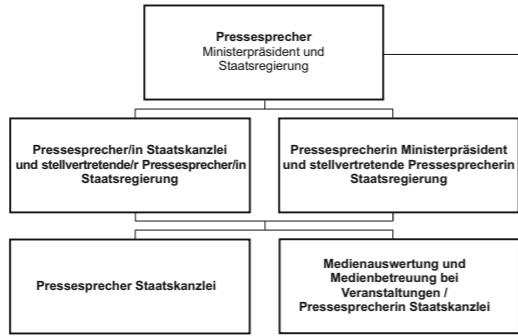 Pressesprecher
Ministerpräsident und
Staatsregierung
Pressesprecher/in Staatskanzlei
und stellvertretende/r Pressesprecher/in
Staatsregierung
Pressesprecherin Ministerpräsident
und stellvertretende Pressesprecherin
Staatsregierung
Pressesprecher Staatskanzlei
Medienauswertung und
Medienbetreuung bei
Veranstaltungen /
Pressesprecherin Staatskanzlei